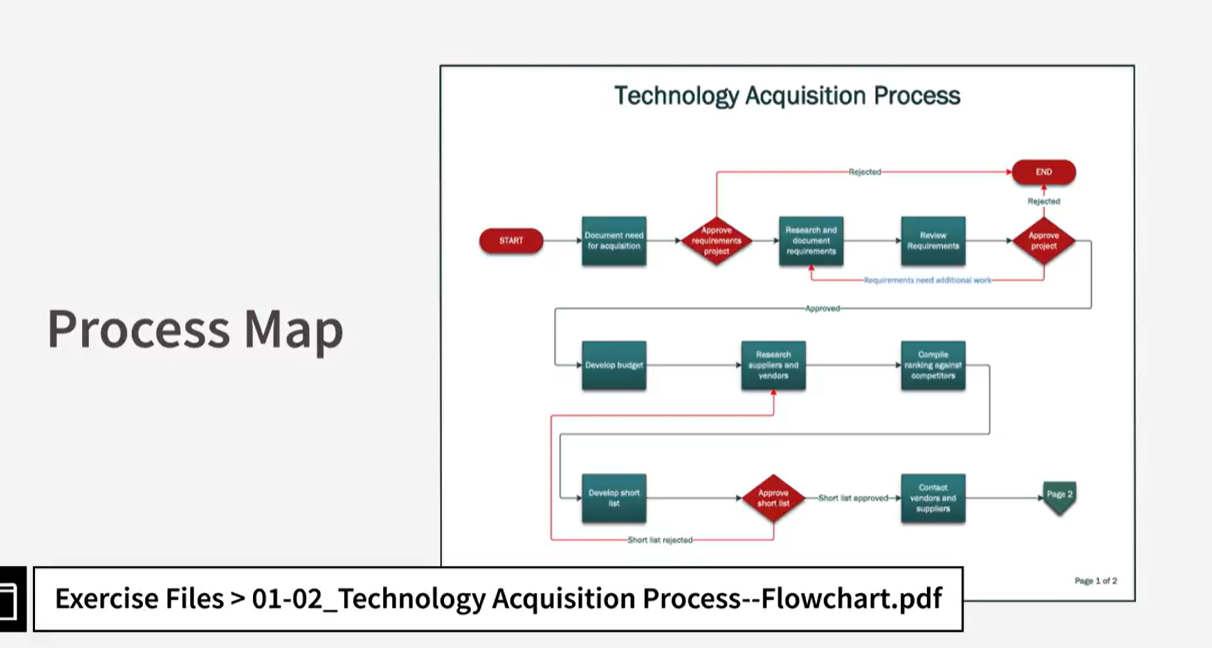 Technology Acquisition Process
Rejected
END
Rejected
START
Document need
for acquisition
Approve
requirements
project
Research and
document
requirements
Review
Requirements
Approve
project
Requirements need additional work
Approved
Process Map
Develop budget
Research
suppliers and
vendors
Compile
ranking against
competitors
Develop short
list
Approve
short list
Short list approved
Contact
vendors and
suppliers
Page 2
Short list rejected
Page 1 of 2
Exercise Files > 01-02_Technology Acquisition Process--Flowchart.pdf